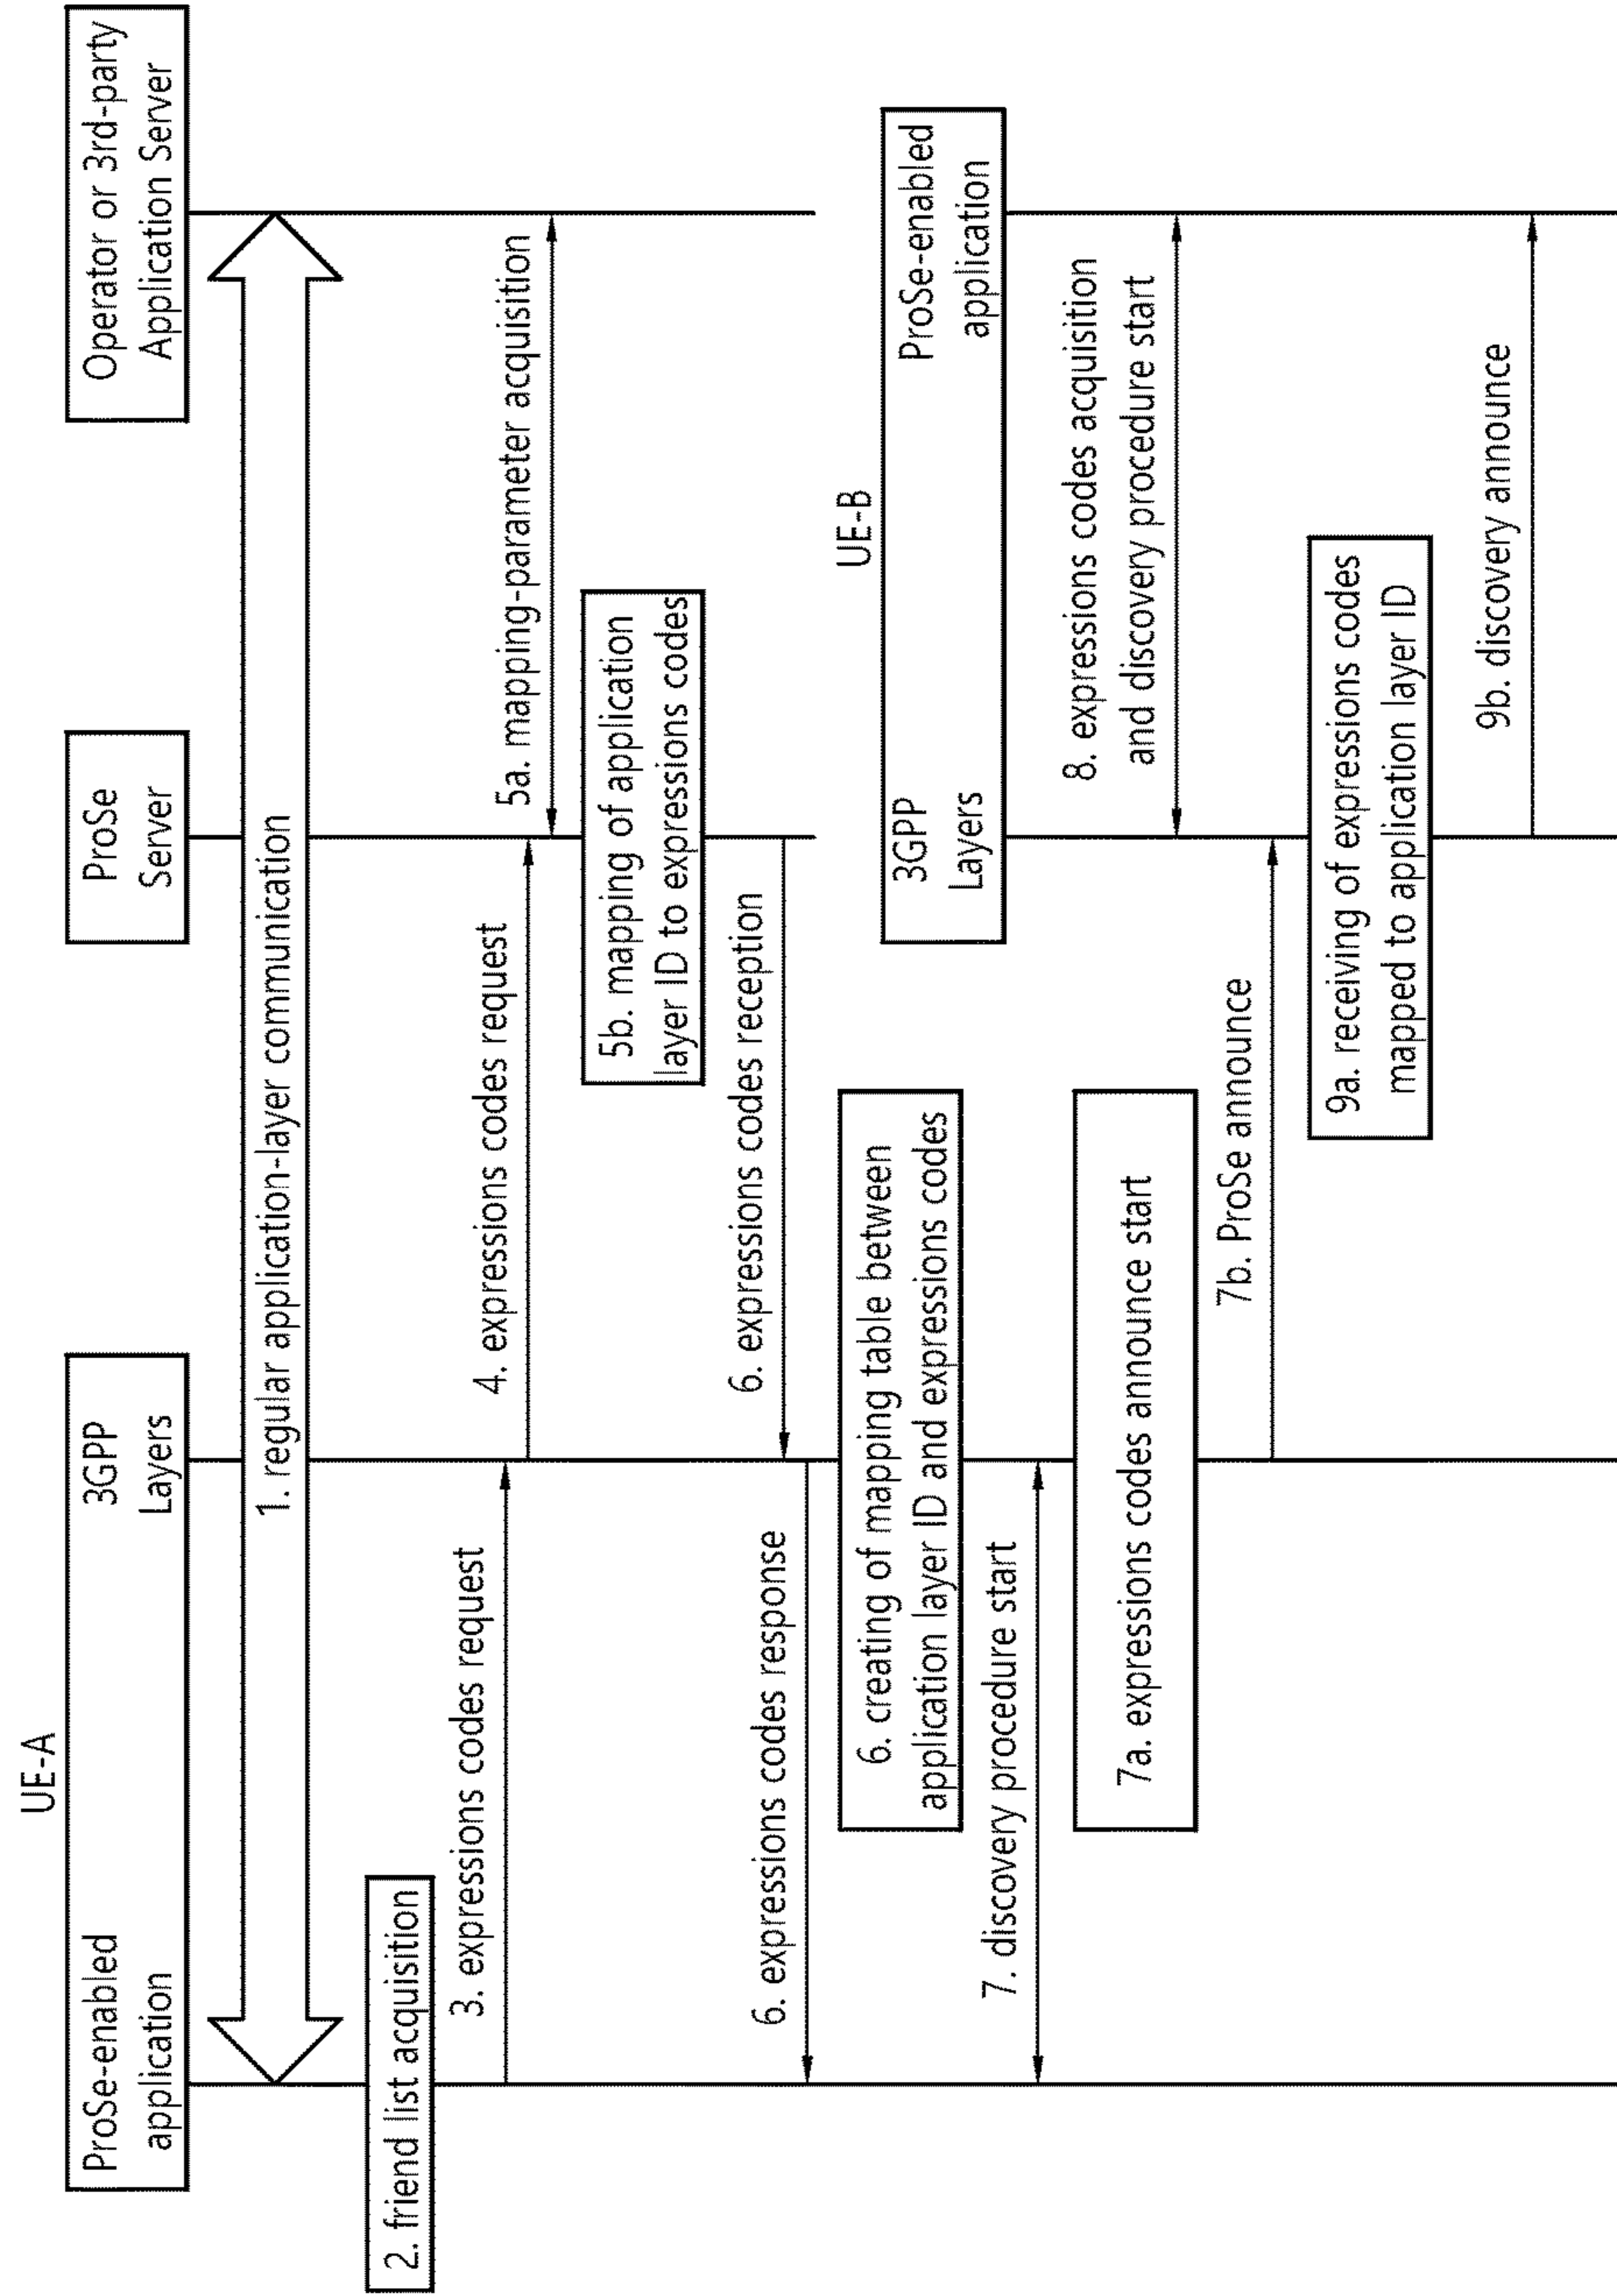 UE-A
ProSe-enabled
application
3GPP
Layers
ProSe
Server
Operator or 3rd-party
Application Server
1. regular application-layer communication
2. friend list acquisition
3. expressions codes request
4. expressions codes request
5a. mapping-parameter acquisition
5b. mapping of application
layer ID to expressions codes
6. expressions codes reception
6. expressions codes response
6. creating of mapping table between
application layer ID and expressions codes
UE-B
3GPP
Layers
ProSe-enabled
application
7. discovery procedure start
7a. expressions codes announce start
8. expressions codes acquisition
and discovery procedure start
7b. ProSe announce
9a. receiving of expressions codes
mapped to application layer ID
9b. discovery announce